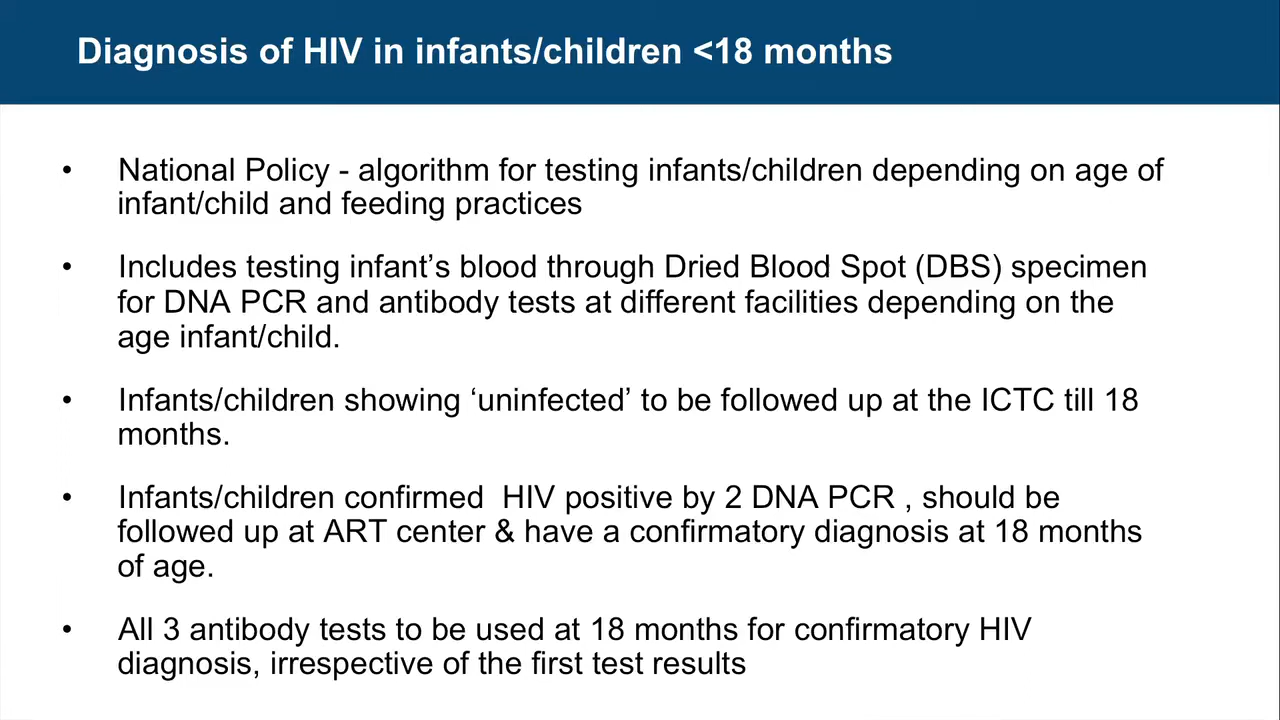 Diagnosis of HIV in infants/children <18 months
• National Policy - algorithm for testing infants/children depending on age of
infant/child and feeding practices
• Includes testing infant’s blood through Dried Blood Spot (DBS) specimen
for DNA PCR and antibody tests at different facilities depending on the
age infant/child.
• Infants/children showing ‘uninfected’ to be followed up at the ICTC till 18
months.
• Infants/children confirmed  HIV positive by 2 DNA PCR , should be
followed up at ART center & have a confirmatory diagnosis at 18 months
of age.
• All 3 antibody tests to be used at 18 months for confirmatory HIV
diagnosis, irrespective of the first test results